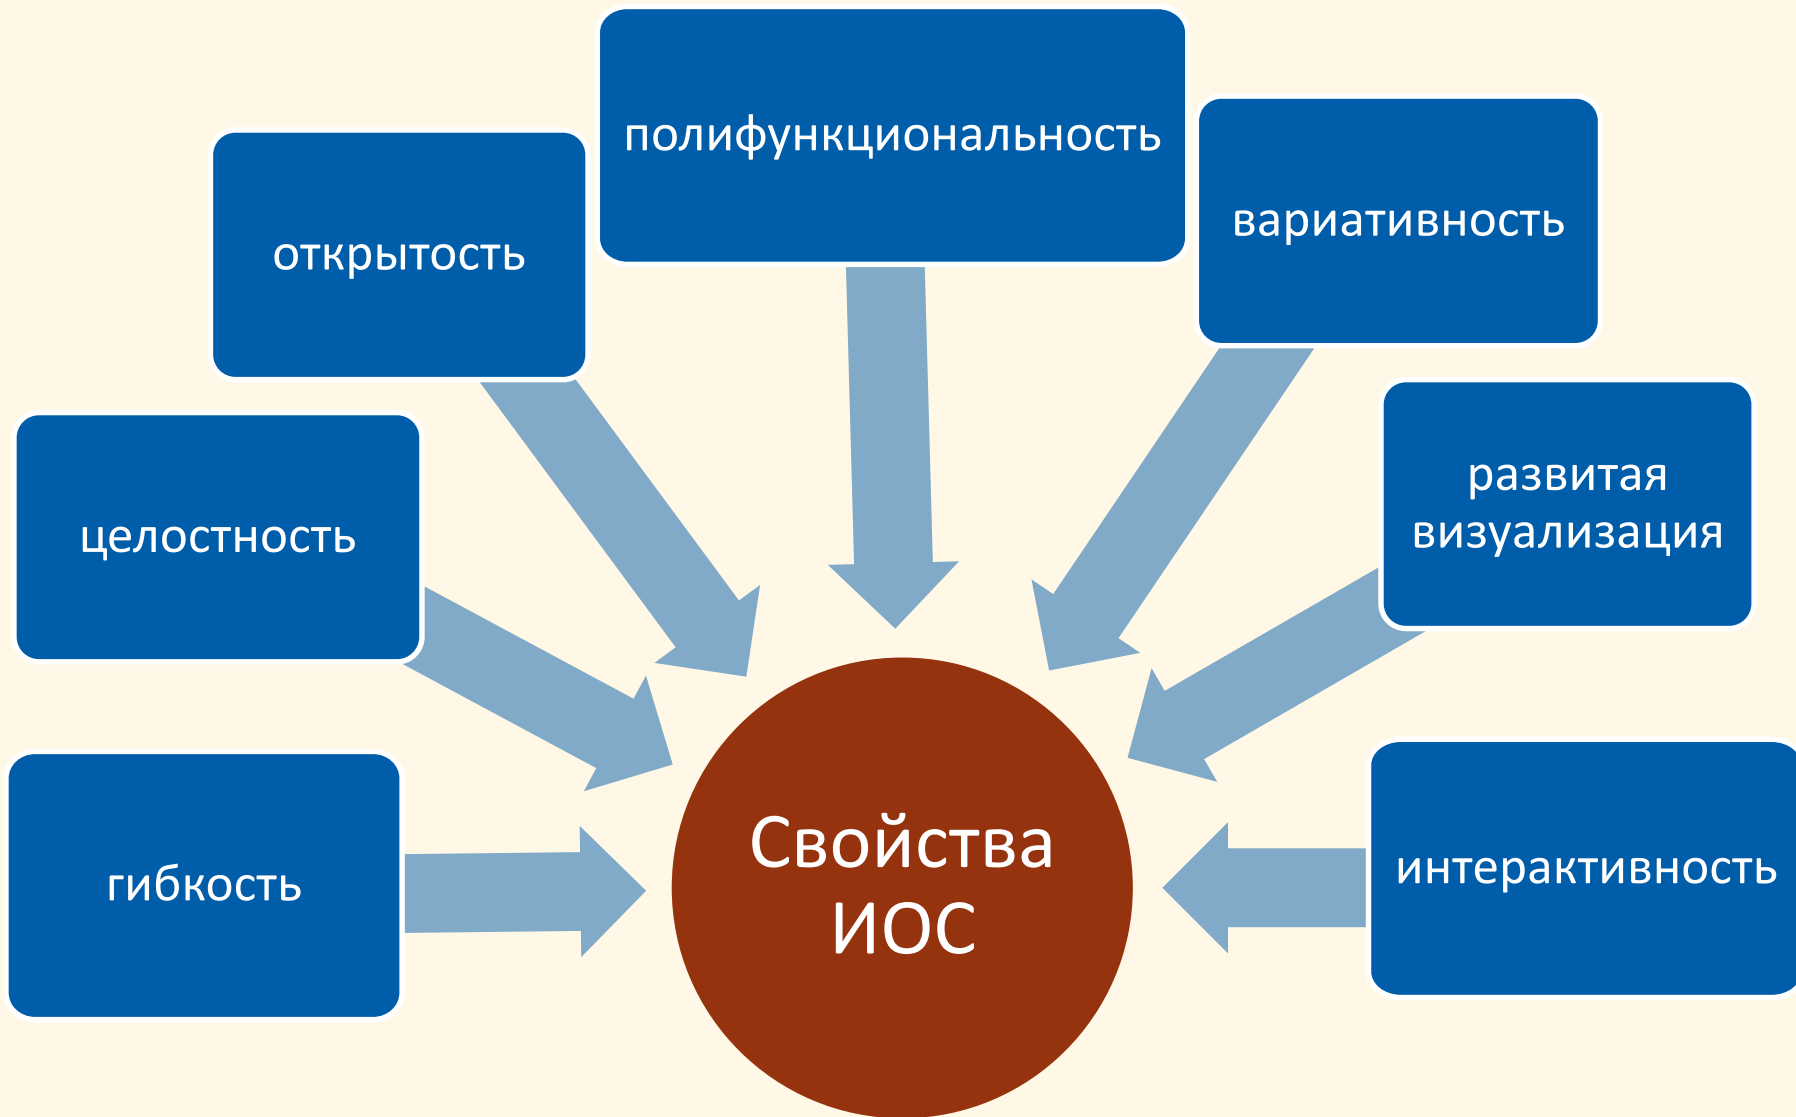 полифункциональность
вариативность
открытость
развитая
визуализация
целостность
Свойства
ИОС
интерактивность
гибкость